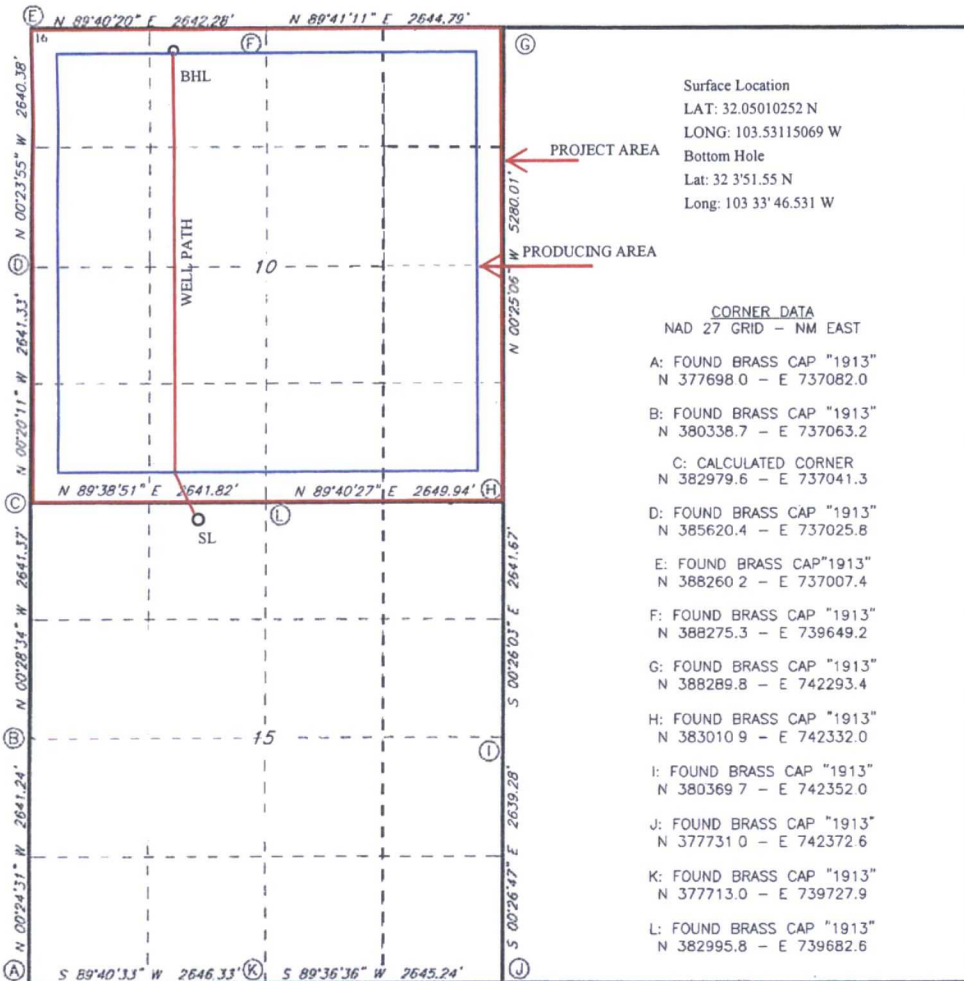 E N 89°40'20" E 2642.28' N 89°41'11" E 2644.79'
16
F
G
BHL
N 00°23'55" W 2640.38'
PROJECT AREA
N 00°25'06" W 5280.01'
D
10
WELL PATH
PRODUCING AREA
N 00°20'11" W 2641.33'
N 89°38'51" E 2641.82' N 89°40'27" E 2649.94' H
C
L
SL
N 00°28'34" W 2641.37'
S 00°26'03" E 2641.67'
B
15
I
N 00°24'31" W 2641.24'
S 00°26'47" E 2639.28'
A S 89°40'33" W 2646.33' K S 89°36'36" W 2645.24' J
Surface Location
LAT: 32.05010252 N
LONG: 103.53115069 W
Bottom Hole
Lat: 32 3'51.55 N
Long: 103 33' 46.531 W
CORNER DATA
NAD 27 GRID – NM EAST
A: FOUND BRASS CAP "1913"
N 377698.0 – E 737082.0
B: FOUND BRASS CAP "1913"
N 380338.7 – E 737063.2
C: CALCULATED CORNER
N 382979.6 – E 737041.3
D: FOUND BRASS CAP "1913"
N 385620.4 – E 737025.8
E: FOUND BRASS CAP"1913"
N 388260 2 – E 737007.4
F: FOUND BRASS CAP "1913"
N 388275.3 – E 739649.2
G: FOUND BRASS CAP "1913"
N 388289.8 – E 742293.4
H: FOUND BRASS CAP "1913"
N 383010 9 – E 742332.0
I: FOUND BRASS CAP "1913"
N 380369 7 – E 742352.0
J: FOUND BRASS CAP "1913"
N 377731 0 – E 742372.6
K: FOUND BRASS CAP "1913"
N 377713.0 – E 739727.9
L: FOUND BRASS CAP "1913"
N 382995.8 – E 739682.6